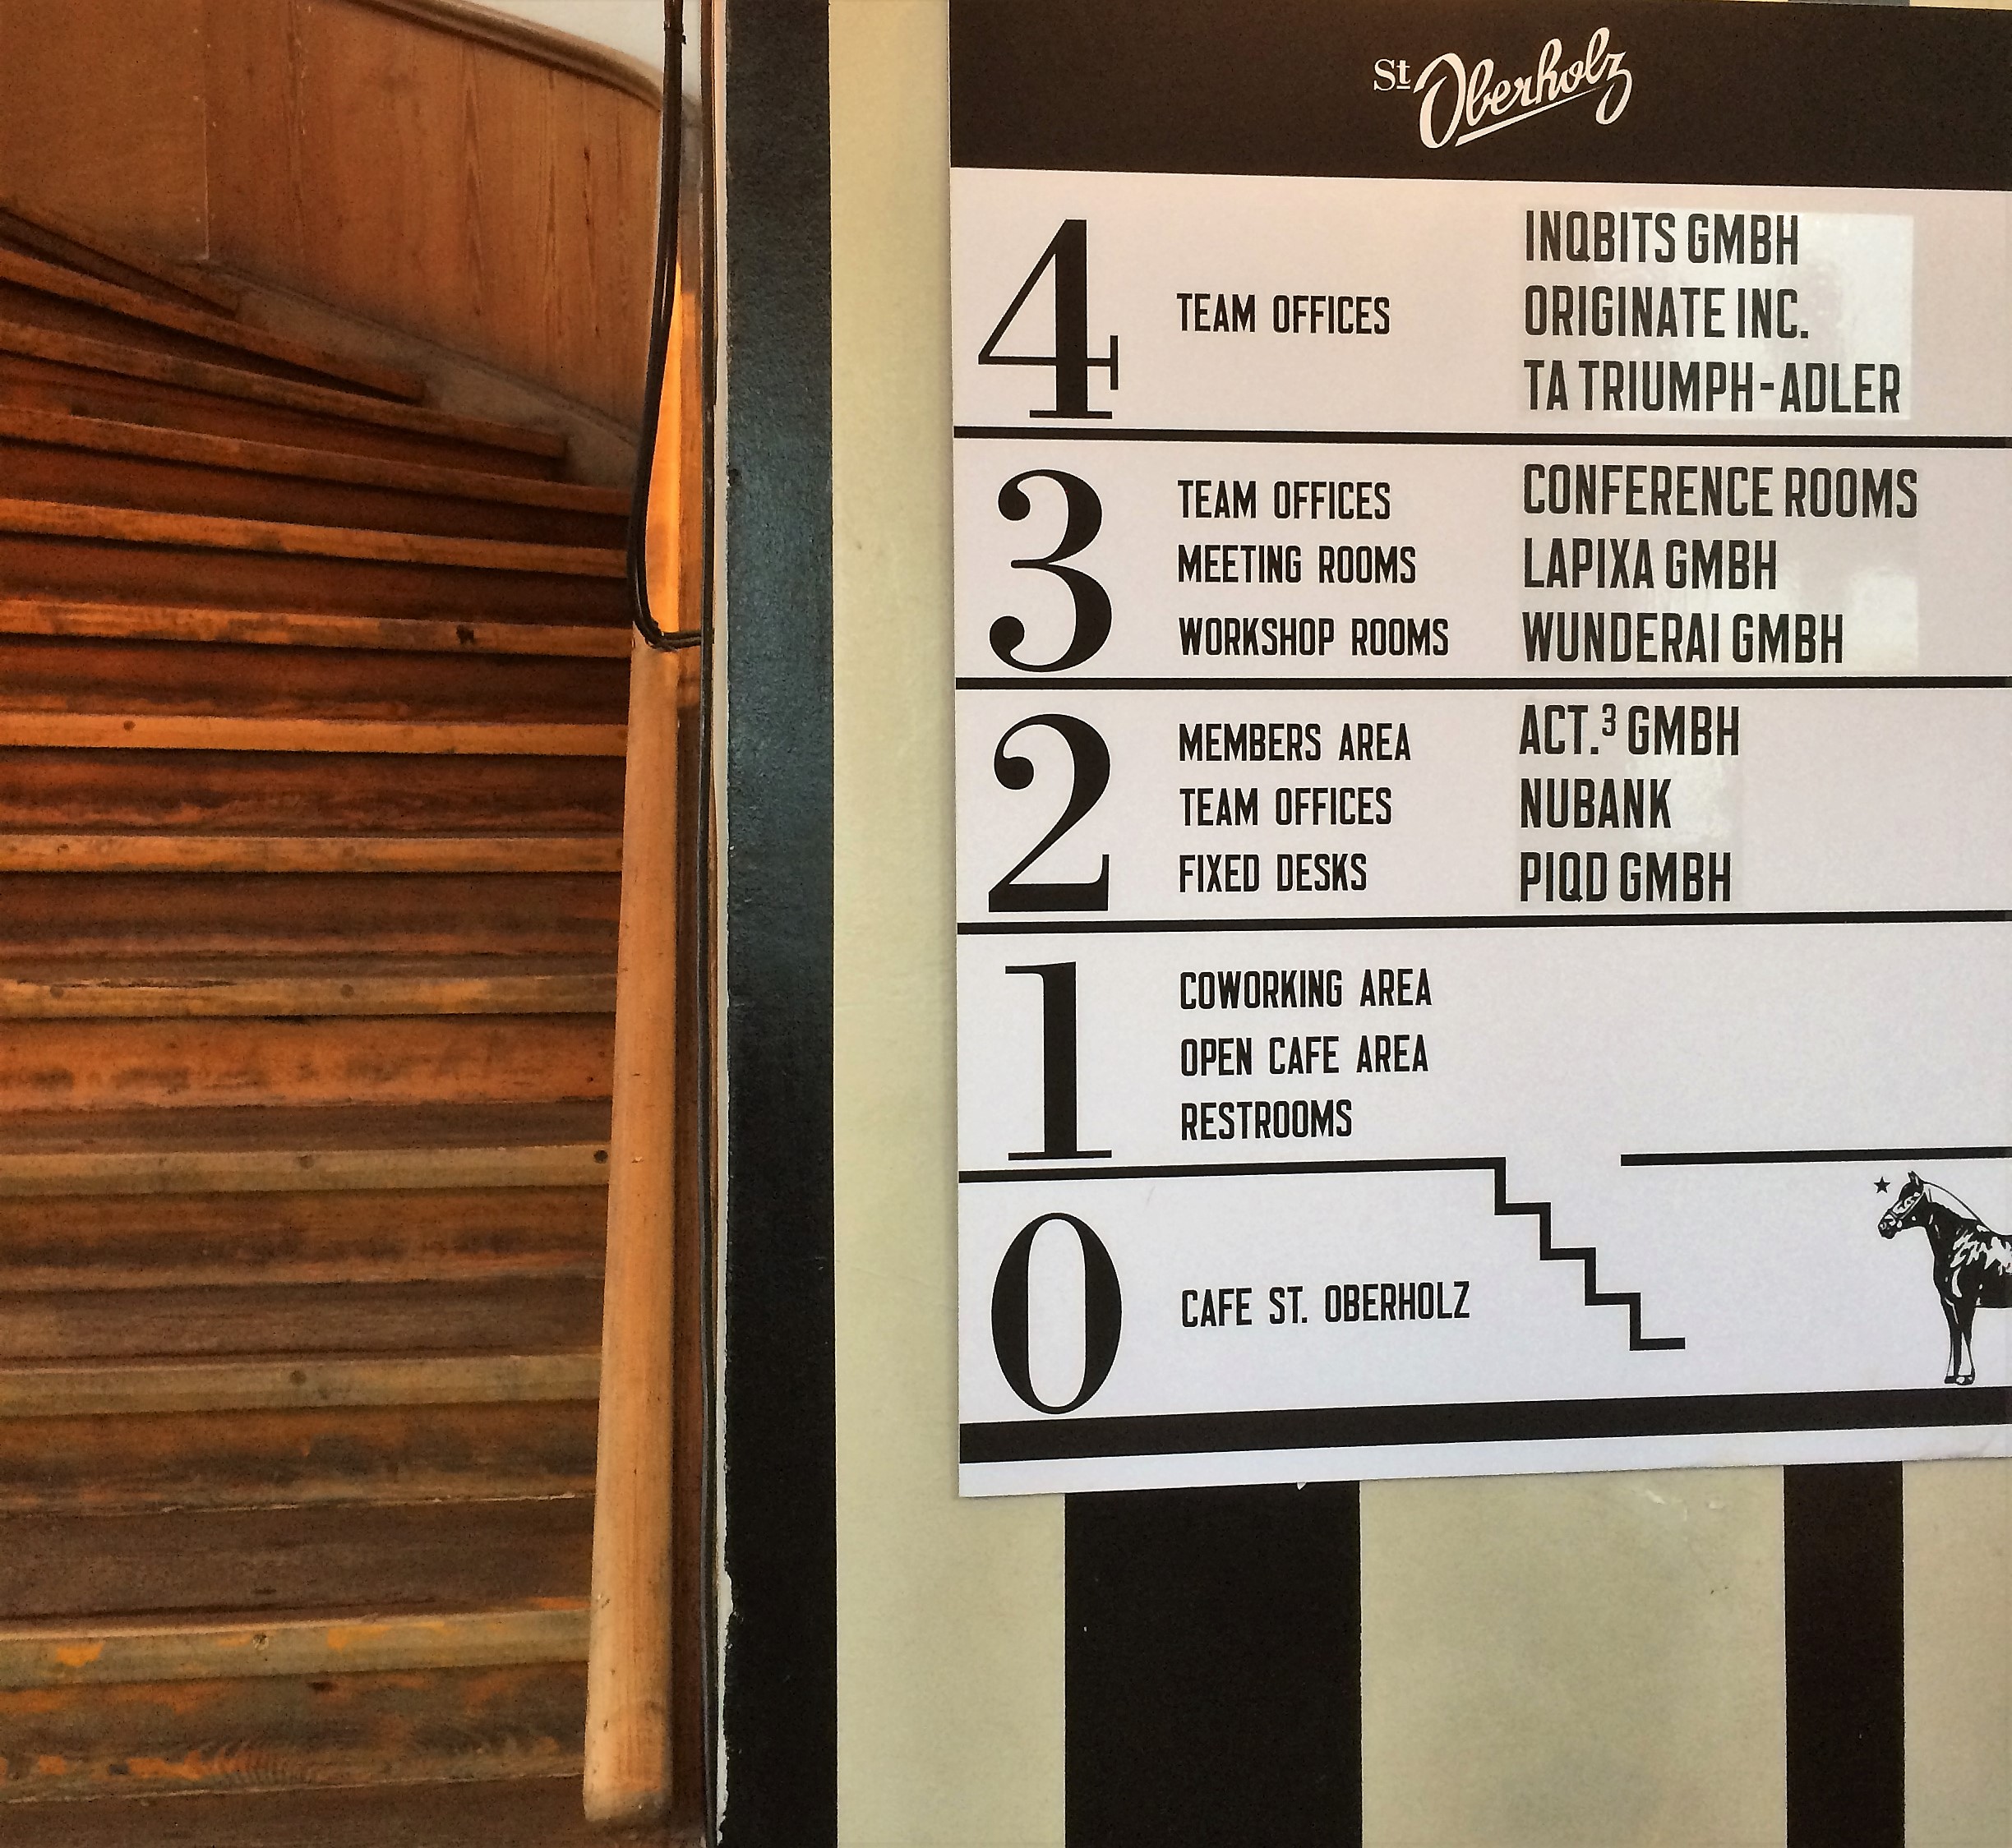 St Oberholz
4
TEAM OFFICES
INQBITS GMBH
ORIGINATE INC.
TA TRIUMPH-ADLER
3
TEAM OFFICES
MEETING ROOMS
WORKSHOP ROOMS
CONFERENCE ROOMS
LAPIXA GMBH
WUNDERAI GMBH
2
MEMBERS AREA
TEAM OFFICES
FIXED DESKS
ACT.³ GMBH
NUBANK
PIQD GMBH
1
COWORKING AREA
OPEN CAFE AREA
RESTROOMS
0
CAFE ST. OBERHOLZ